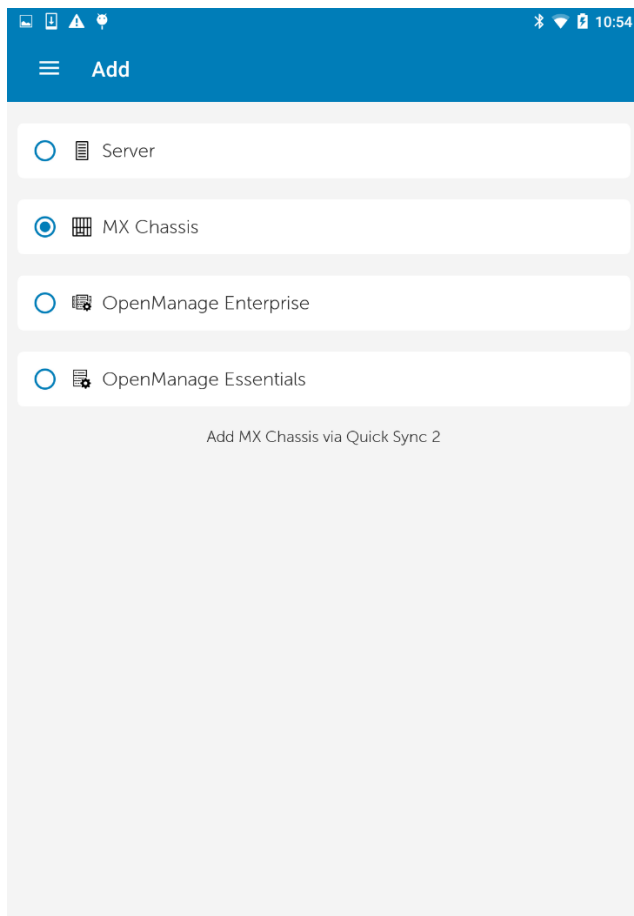 10:54
Add
Server
MX Chassis
OpenManage Enterprise
OpenManage Essentials
Add MX Chassis via Quick Sync 2